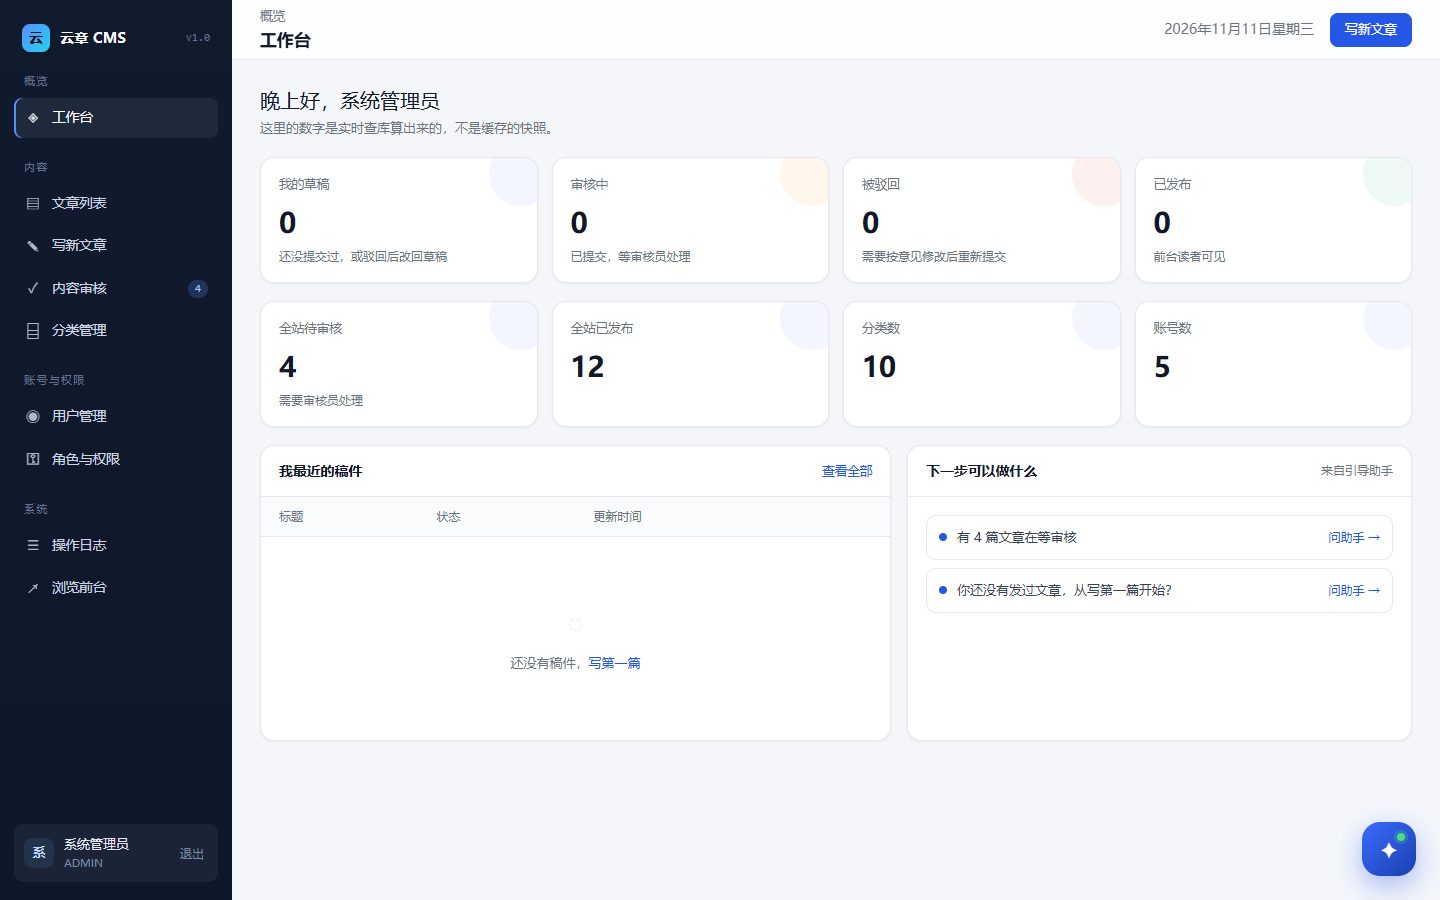 云 云章 CMS v1.0
概览
工作台
内容
文章列表
写新文章
内容审核 4
分类管理
账号与权限
用户管理
角色与权限
系统
操作日志
浏览前台
系 系统管理员
ADMIN
退出
概览
工作台
2026年11月11日星期三 写新文章
晚上好，系统管理员
这里的数字是实时查库算出来的，不是缓存的快照。
我的草稿
0
还没提交过，或驳回后改回草稿
审核中
0
已提交，等审核员处理
被驳回
0
需要按意见修改后重新提交
已发布
0
前台读者可见
全站待审核
4
需要审核员处理
全站已发布
12
分类数
10
账号数
5
我最近的稿件 查看全部
标题 状态 更新时间
还没有稿件，写第一篇
下一步可以做什么 来自引导助手
有 4 篇文章在等审核 问助手 →
你还没有发过文章，从写第一篇开始？ 问助手 →